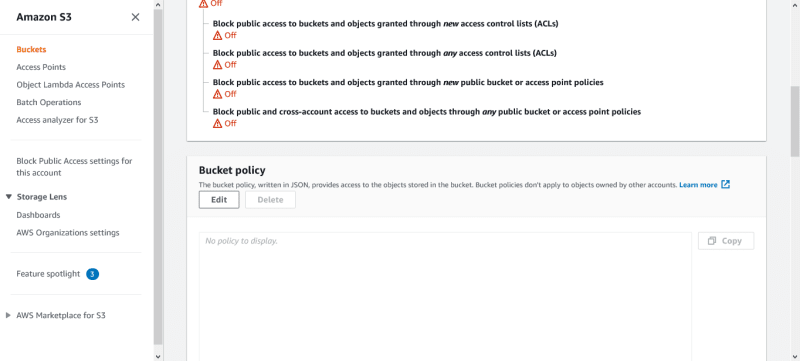 Amazon S3
Buckets
Access Points
Object Lambda Access Points
Batch Operations
Access analyzer for S3
Block Public Access settings for
this account
Storage Lens
Dashboards
AWS Organizations settings
Feature spotlight 3
AWS Marketplace for S3
Off
Block public access to buckets and objects granted through new access control lists (ACLs)
Off
Block public access to buckets and objects granted through any access control lists (ACLs)
Off
Block public access to buckets and objects granted through new public bucket or access point policies
Off
Block public and cross-account access to buckets and objects through any public bucket or access point policies
Off
Bucket policy
The bucket policy, written in JSON, provides access to the objects stored in the bucket. Bucket policies don't apply to objects owned by other accounts. Learn more
Edit Delete
No policy to display.
Copy